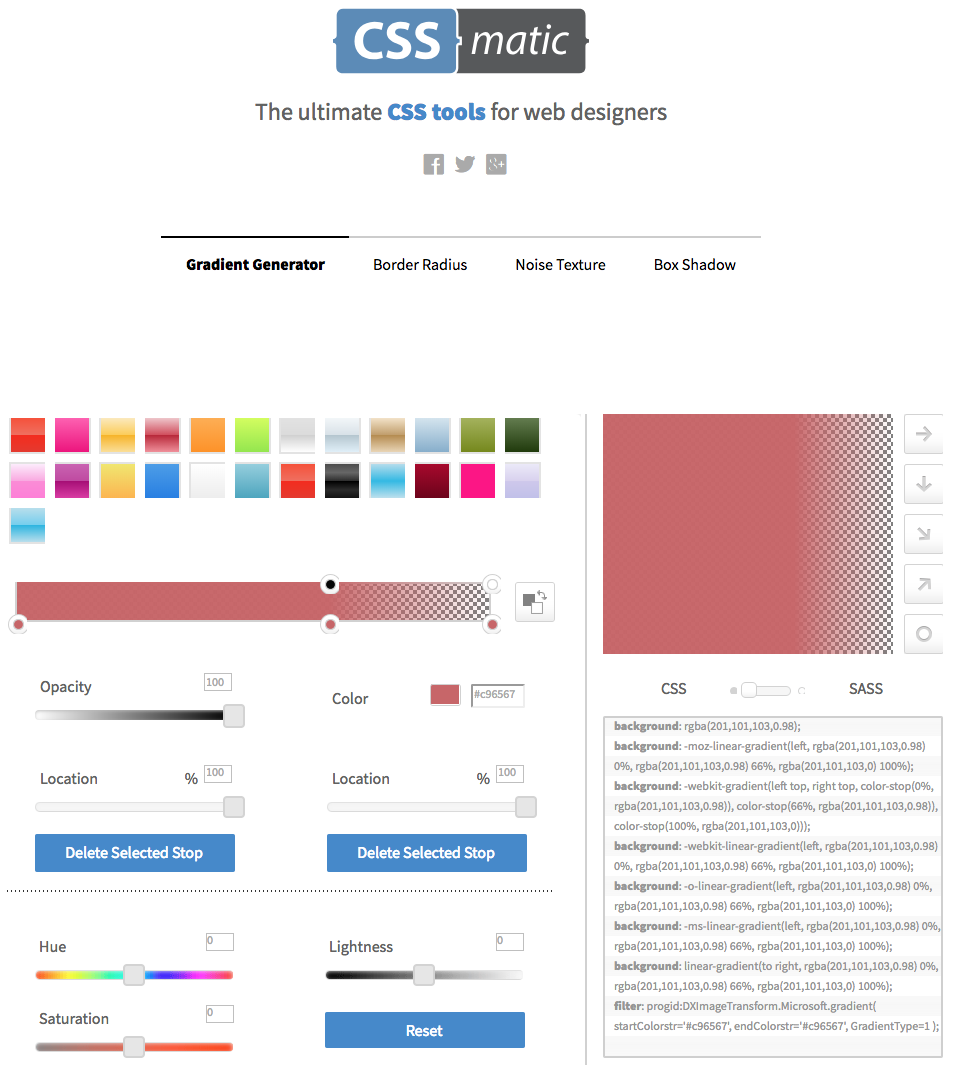 CSS matic
The ultimate CSS tools for web designers
Gradient Generator Border Radius Noise Texture Box Shadow
Opacity 100
Color #c96567
Location % 100
Location % 100
Delete Selected Stop
Delete Selected Stop
Hue 0
Lightness 0
Saturation 0
Reset
CSS SASS
background: rgba(201,101,103,0.98);
background: -moz-linear-gradient(left, rgba(201,101,103,0.98)
0%, rgba(201,101,103,0.98) 66%, rgba(201,101,103,0) 100%);
background: -webkit-gradient(left top, right top, color-stop(0%,
rgba(201,101,103,0.98)), color-stop(66%, rgba(201,101,103,0.98)),
color-stop(100%, rgba(201,101,103,0)));
background: -webkit-linear-gradient(left, rgba(201,101,103,0.98)
0%, rgba(201,101,103,0.98) 66%, rgba(201,101,103,0) 100%);
background: -o-linear-gradient(left, rgba(201,101,103,0.98) 0%,
rgba(201,101,103,0.98) 66%, rgba(201,101,103,0) 100%);
background: -ms-linear-gradient(left, rgba(201,101,103,0.98) 0%,
rgba(201,101,103,0.98) 66%, rgba(201,101,103,0) 100%);
background: linear-gradient(to right, rgba(201,101,103,0.98) 0%,
rgba(201,101,103,0.98) 66%, rgba(201,101,103,0) 100%);
filter: progid:DXImageTransform.Microsoft.gradient(
startColorstr='#c96567', endColorstr='#c96567', GradientType=1 );